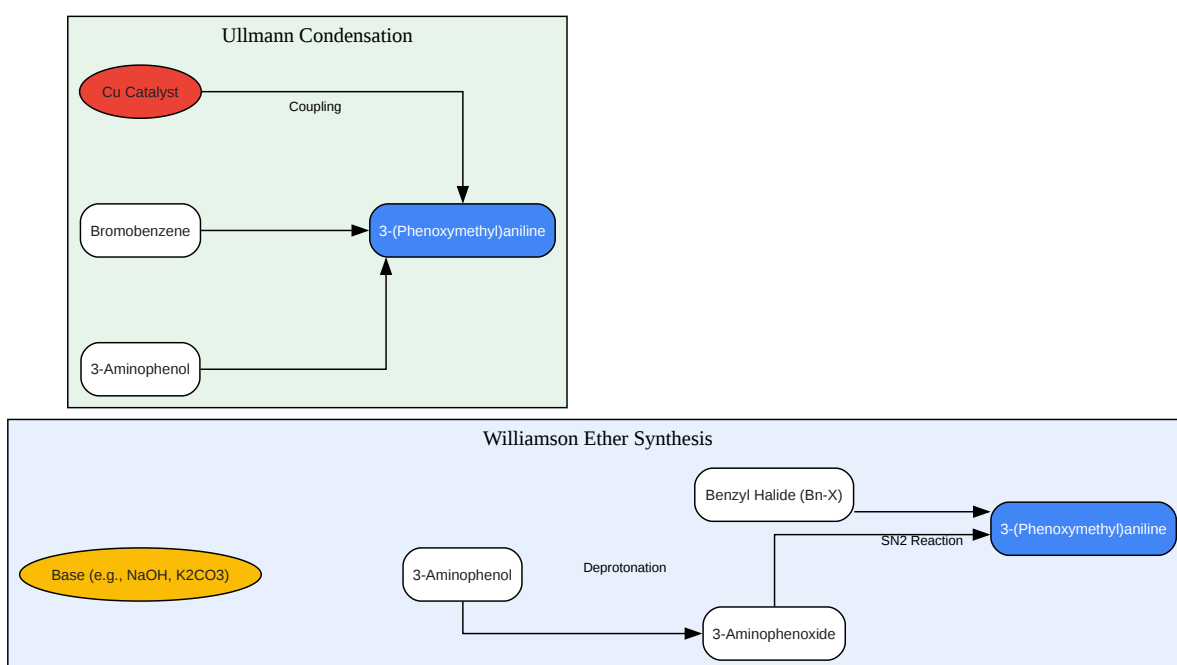 Ullmann Condensation
Cu Catalyst
Coupling
Bromobenzene
3-(Phenoxymethyl)aniline
3-Aminophenol
Williamson Ether Synthesis
Benzyl Halide (Bn-X)
3-(Phenoxymethyl)aniline
SN2 Reaction
Base (e.g., NaOH, K2CO3)
3-Aminophenol
Deprotonation
3-Aminophenoxide